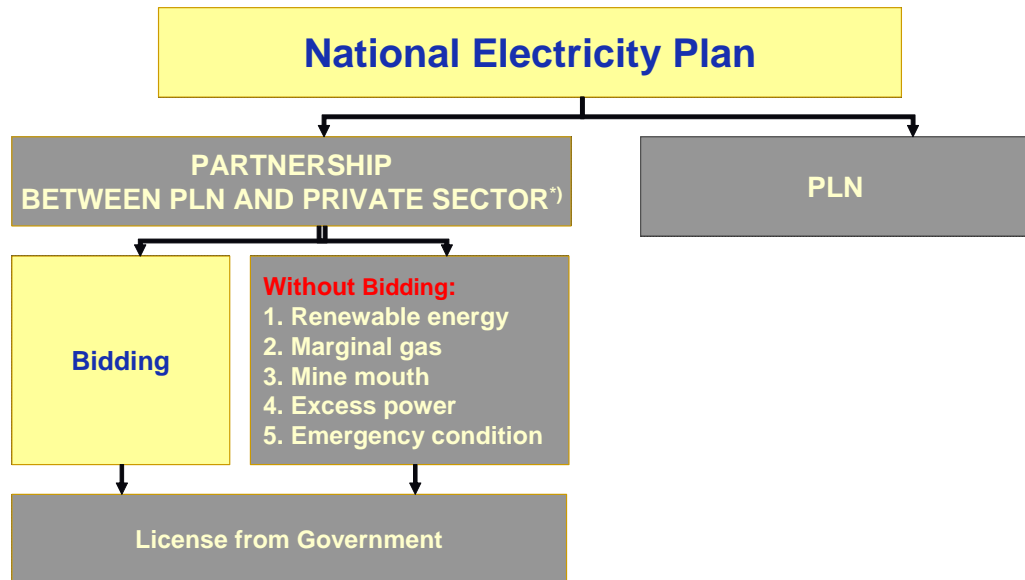 National Electricity Plan
PARTNERSHIP
BETWEEN PLN AND PRIVATE SECTOR*)
PLN
Bidding
Without Bidding:
1. Renewable energy
2. Marginal gas
3. Mine mouth
4. Excess power
5. Emergency condition
License from Government